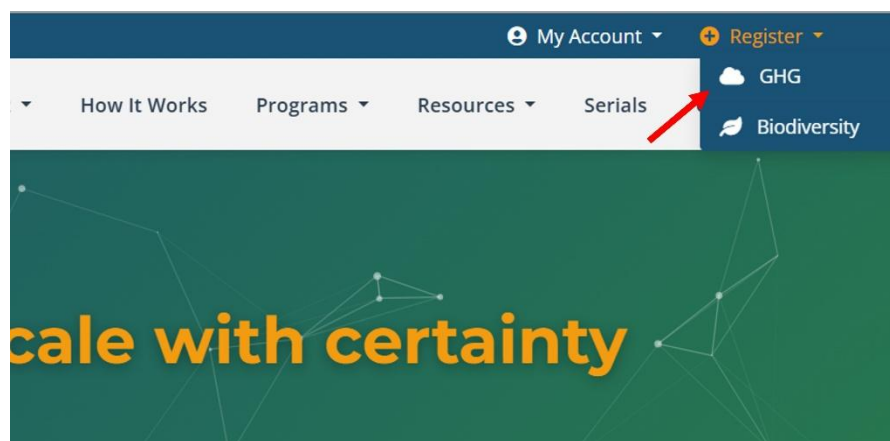 My Account Register
GHG
How It Works Programs Resources Serials
Biodiversity
cale with certainty